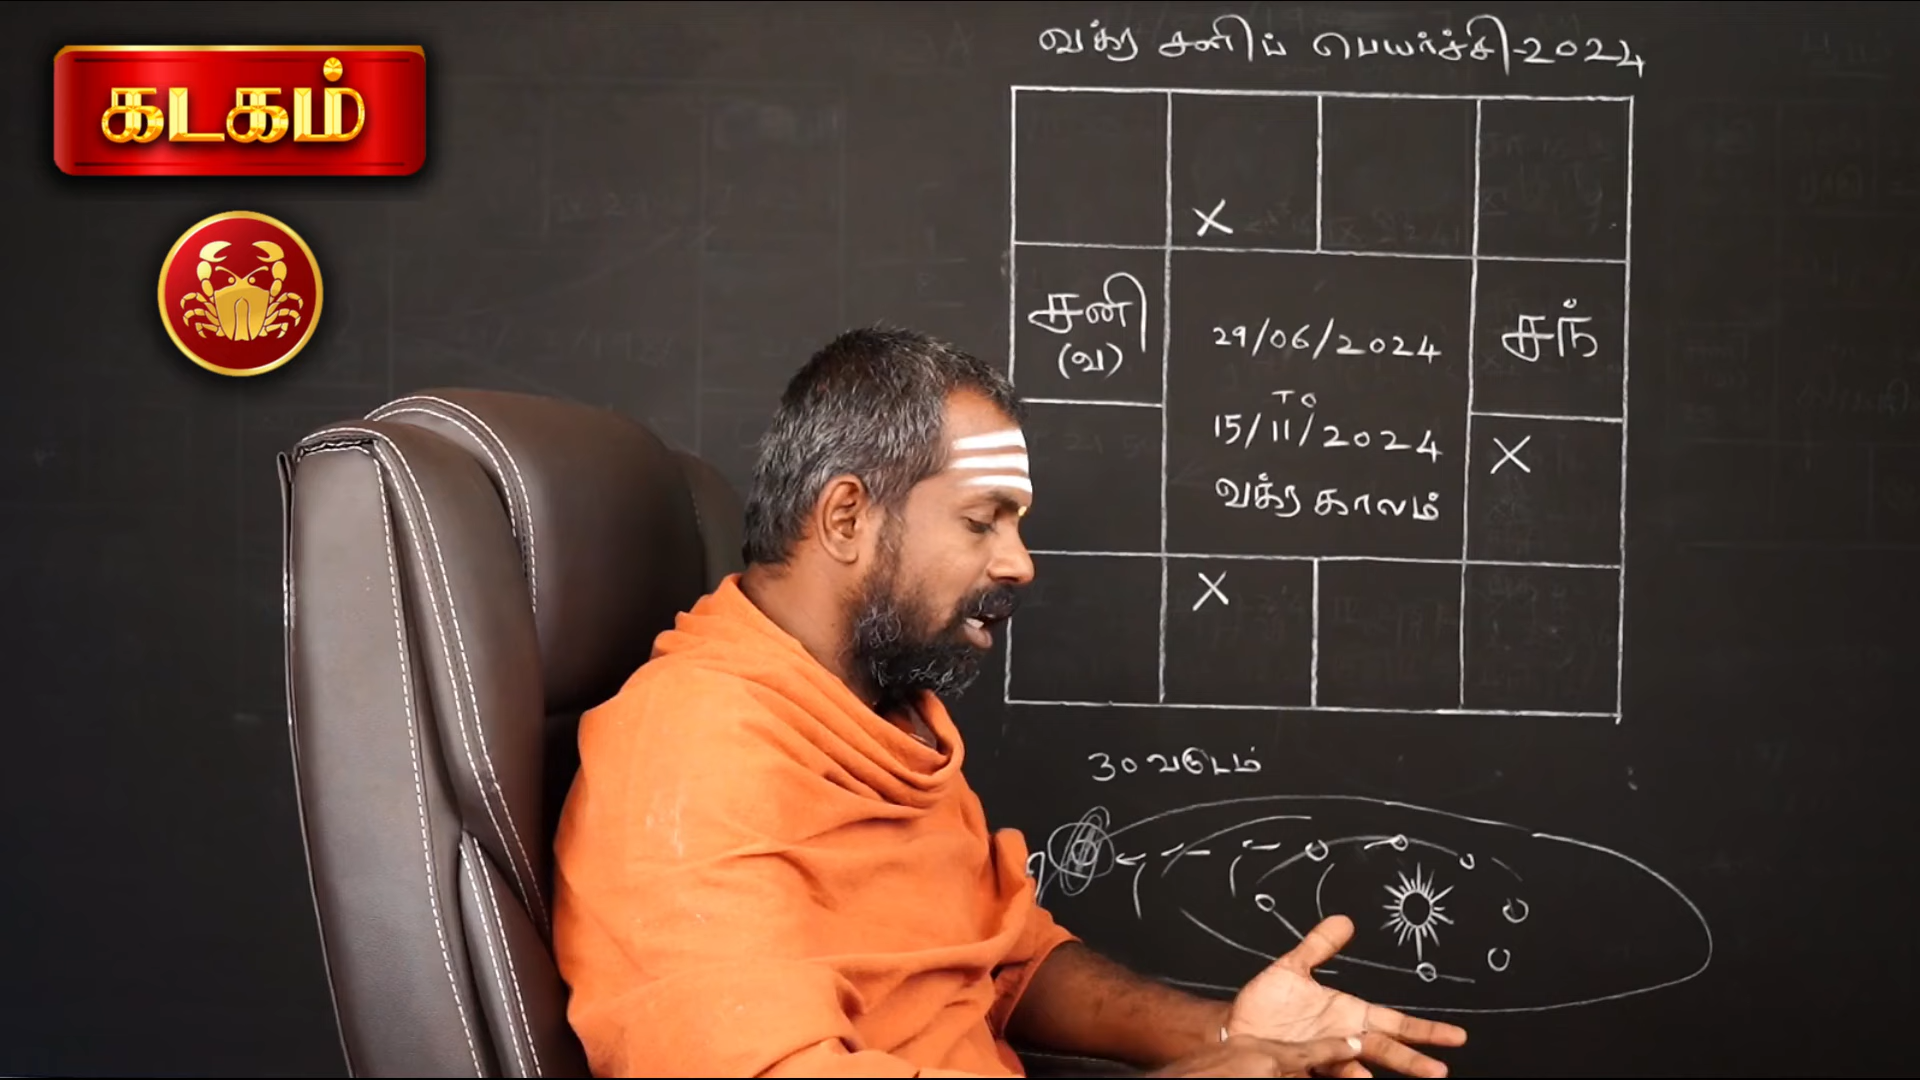 கடகம்
வக்ர சனிப் பெயர்ச்சி-2024
X
சனி
(வ)
சந்
29/06/2024
TO
15/11/2024
வக்ர காலம்
X
X
30 வருடம்